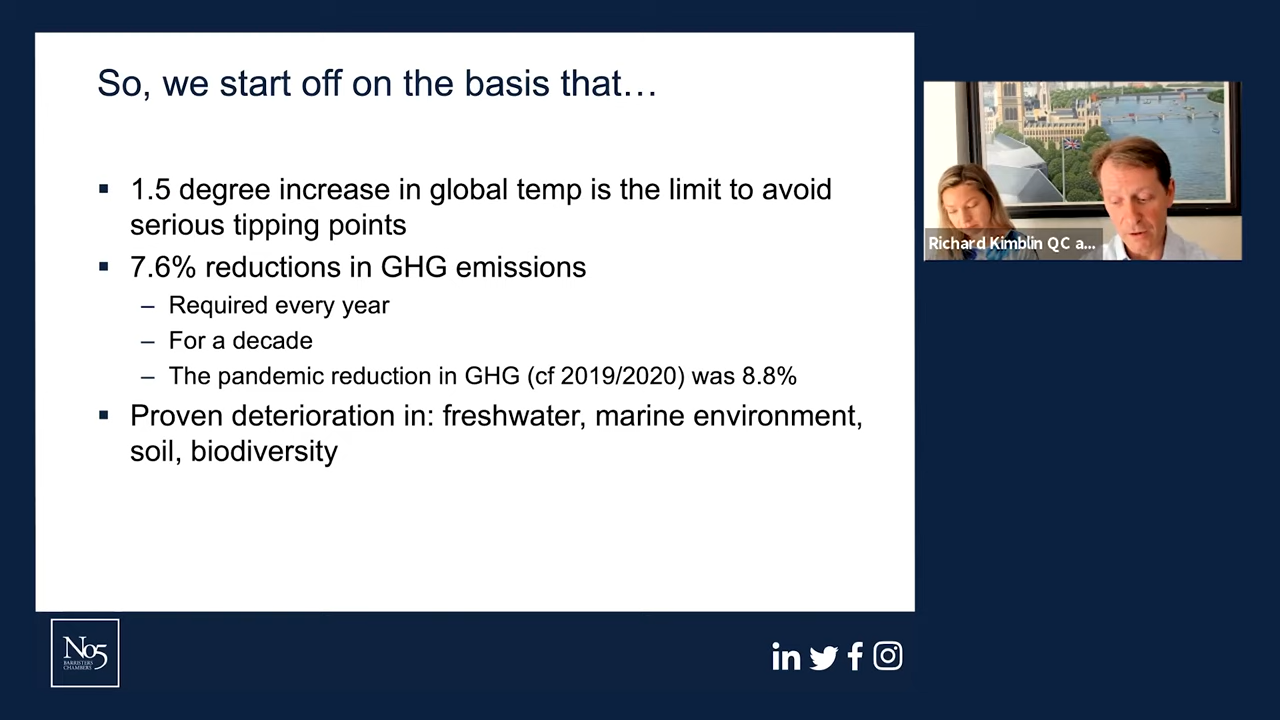 So, we start off on the basis that…
▪ 1.5 degree increase in global temp is the limit to avoid
serious tipping points
▪ 7.6% reductions in GHG emissions
– Required every year
– For a decade
– The pandemic reduction in GHG (cf 2019/2020) was 8.8%
▪ Proven deterioration in: freshwater, marine environment,
soil, biodiversity
Richard Kimblin QC a...
No5
BARRISTERS
CHAMBERS